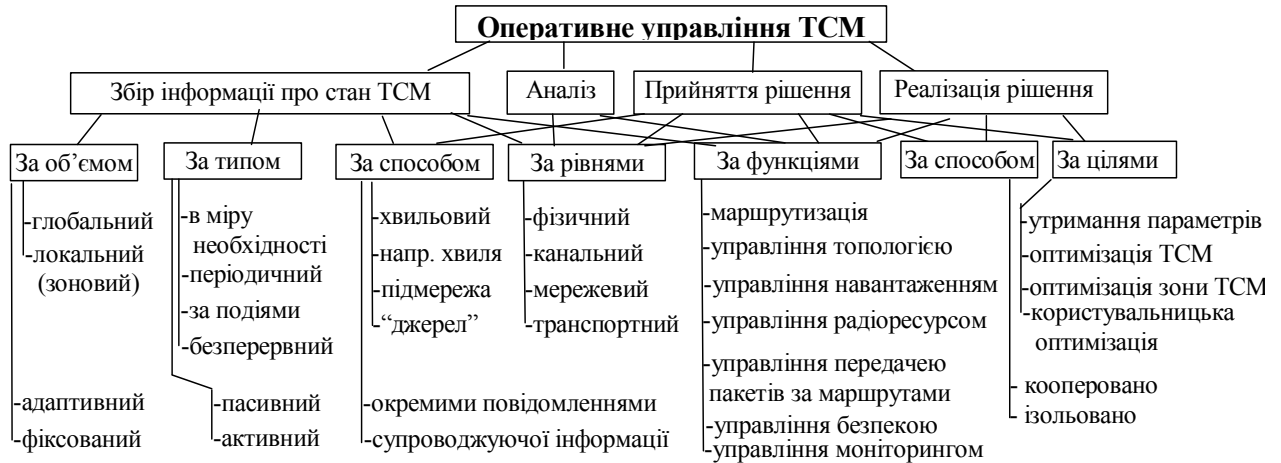 Оперативне управління ТСМ
Збір інформації про стан ТСМ
Аналіз
Прийняття рішення
Реалізація рішення
За об’ємом
За типом
За способом
За рівнями
За функціями
За способом
За цілями
-глобальний
-локальний
(зоновий)
-адаптивний
-фіксований
-в міру
необхідності
-періодичний
-за подіями
-безперервний
-пасивний
-активний
-хвильовий
-напр. хвиля
-підмережа
-“джерел”
-окремими повідомленнями
-супроводжуючої інформації
-фізичний
-канальний
-мережевий
-транспортний
-маршрутизація
-управління топологією
-управління навантаженням
-управління радіоресурсом
-управління передачею
пакетів за маршрутами
-управління безпекою
-управління моніторингом
-утримання параметрів
-оптимізація ТСМ
-оптимізація зони ТСМ
-користувальницька
оптимізація
- кооперовано
- ізольовано